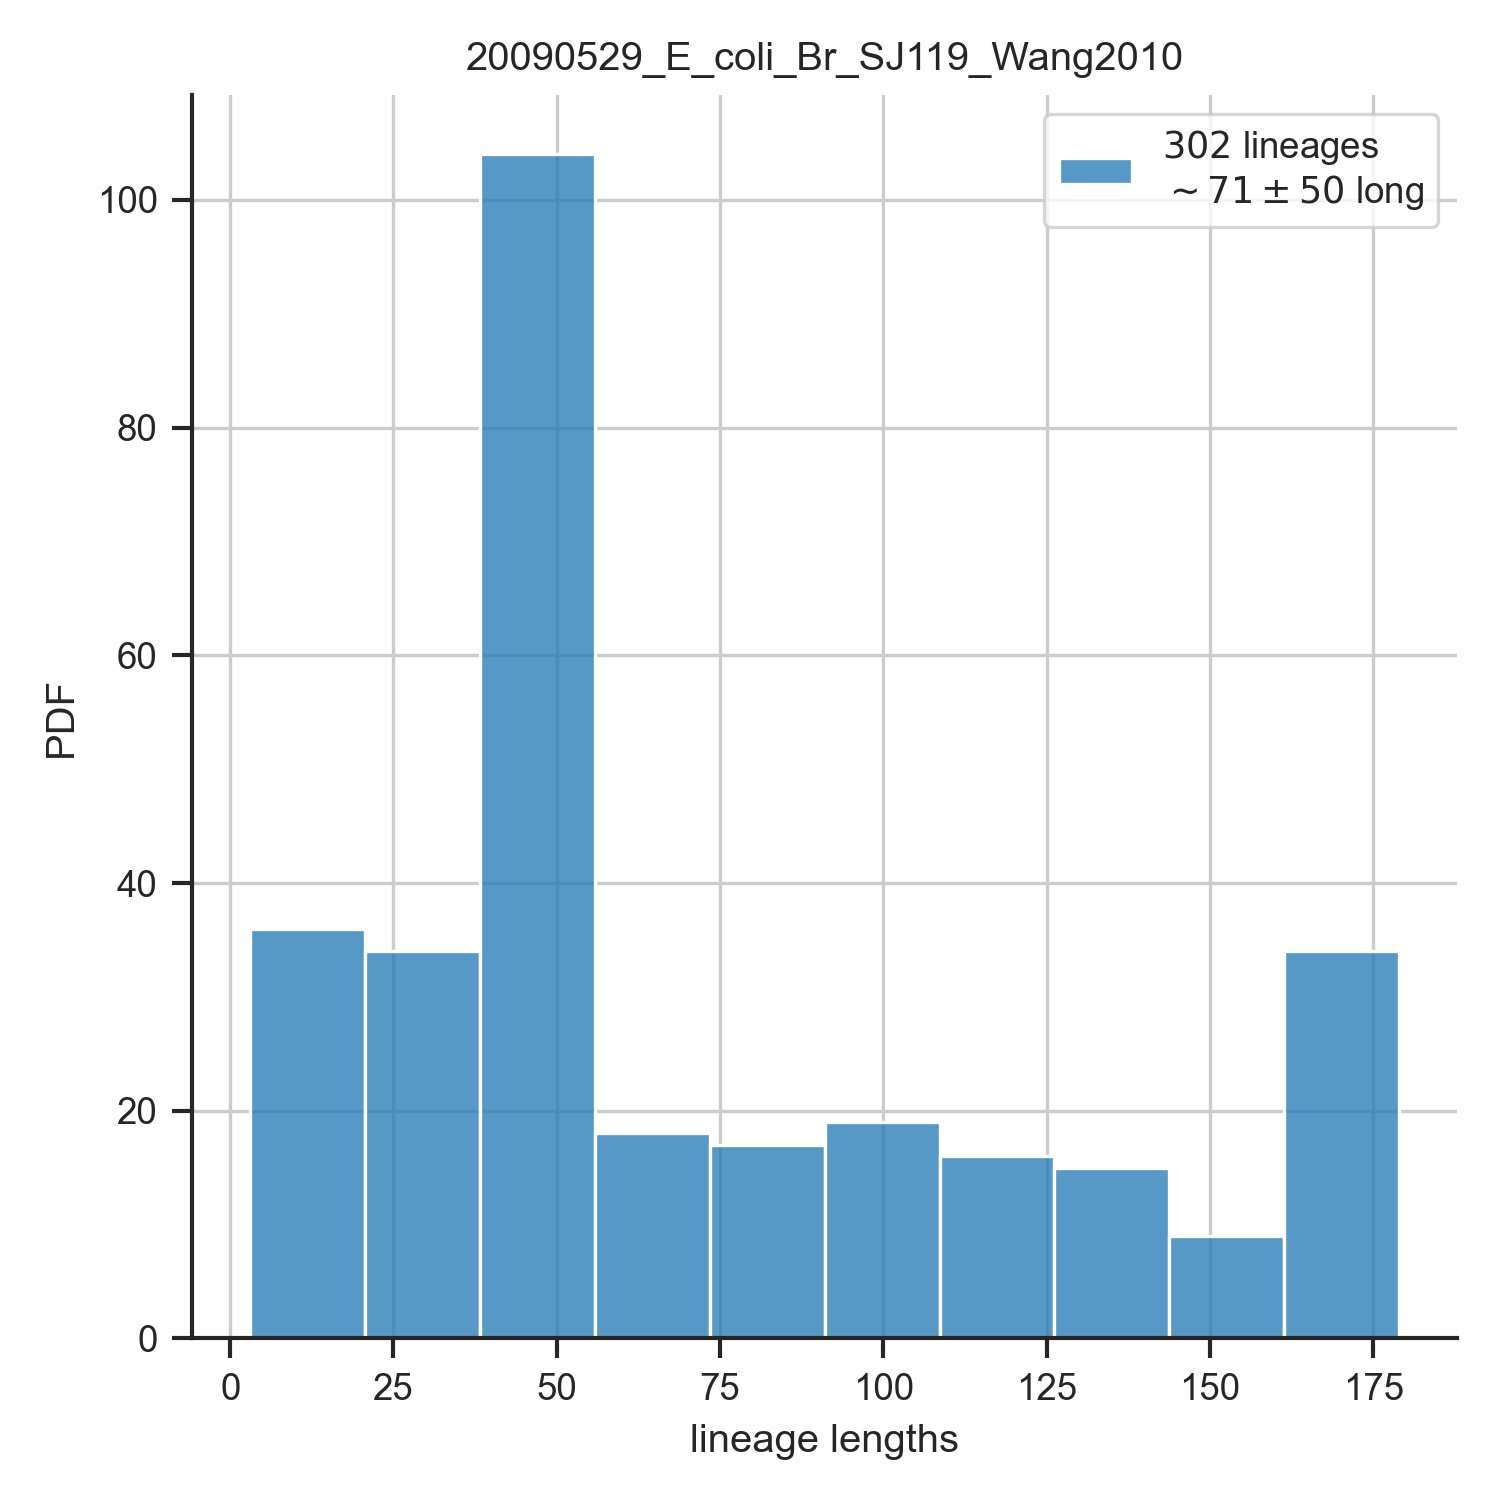 20090529_E_coli_Br_SJ119_Wang2010
302 lineages
~ 71 ± 50 long
PDF
100
80
60
40
20
0
0 25 50 75 100 125 150 175
lineage lengths